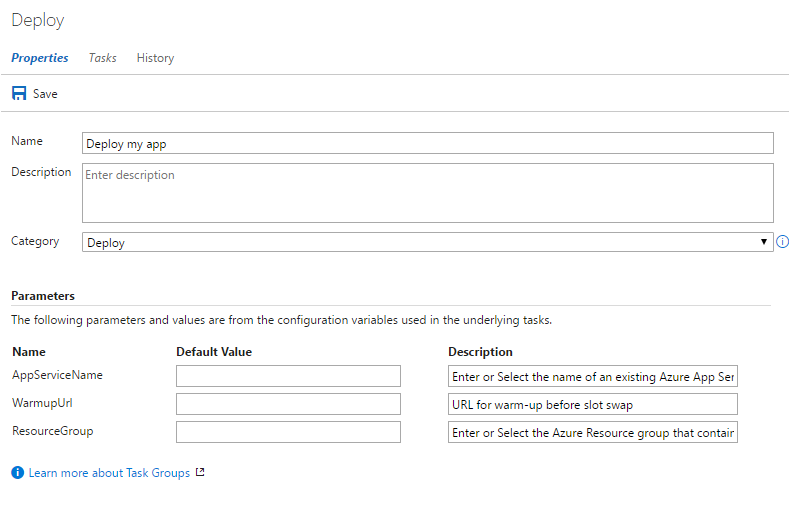 Deploy
Properties Tasks History
Save
Name Deploy my app
Description Enter description
Category Deploy
Parameters
The following parameters and values are from the configuration variables used in the underlying tasks.
Name Default Value Description
AppServiceName Enter or Select the name of an existing Azure App Ser
WarmupUrl URL for warm-up before slot swap
ResourceGroup Enter or Select the Azure Resource group that contain
Learn more about Task Groups